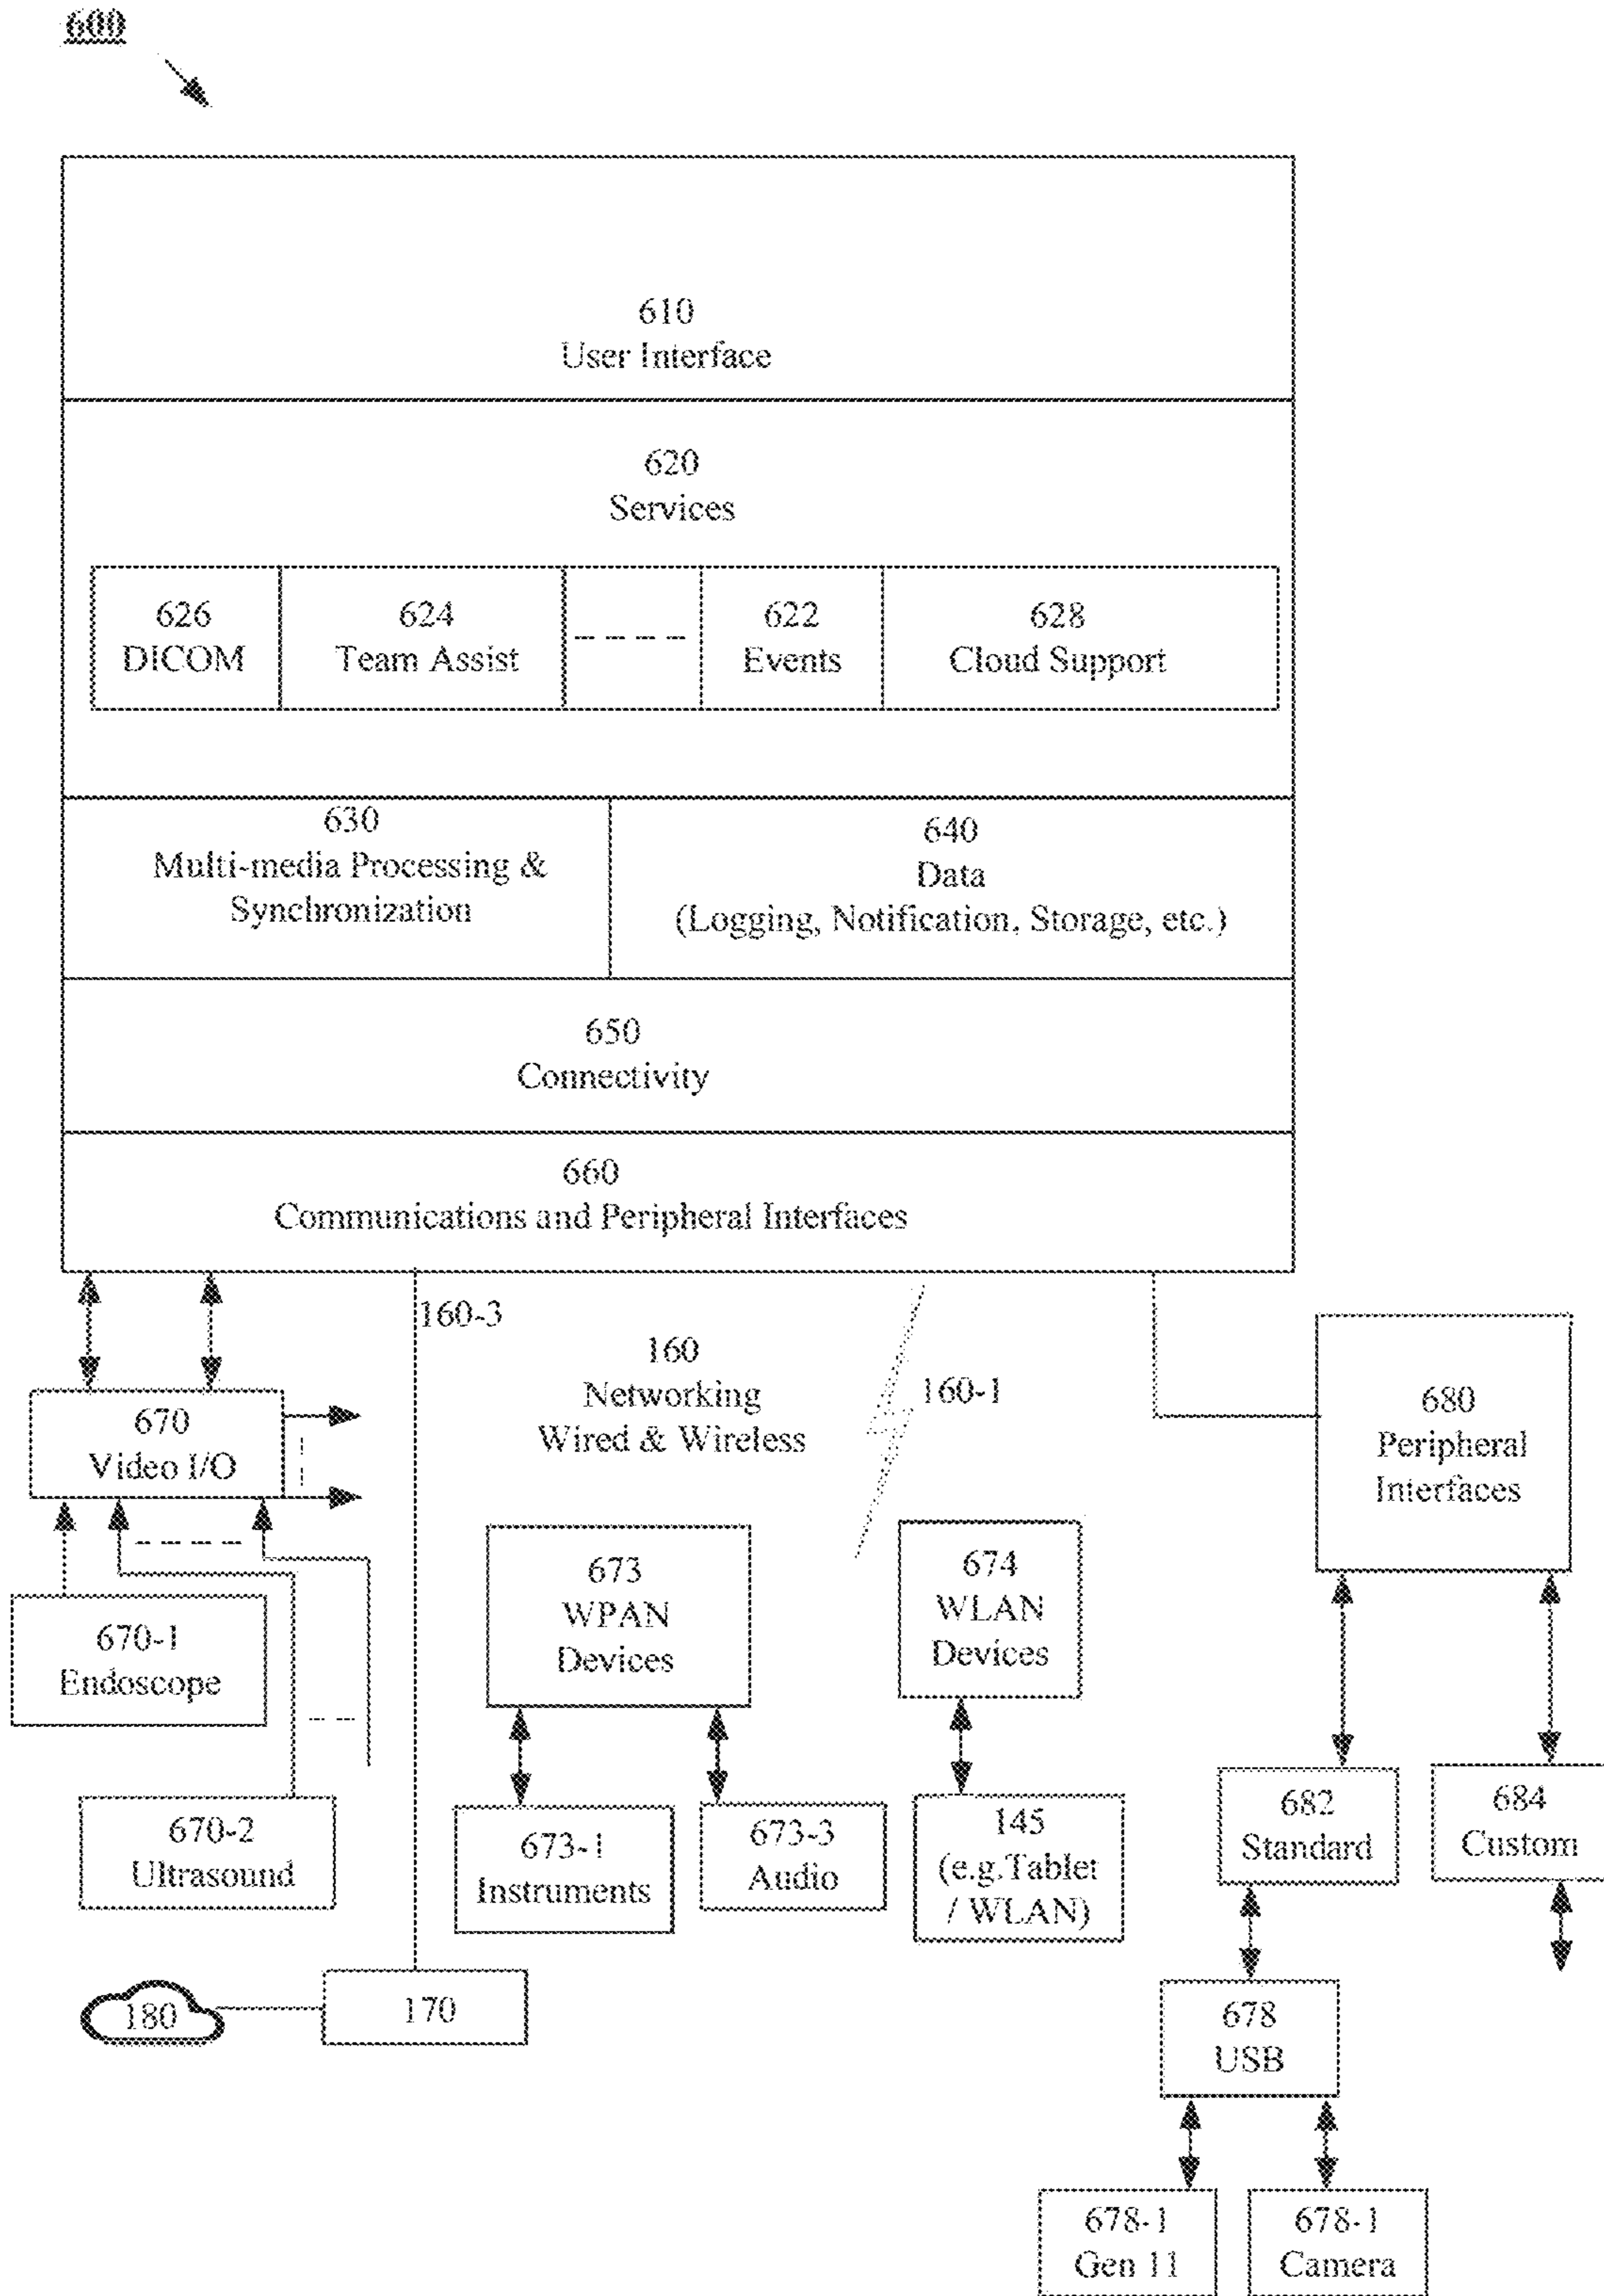 600
610
User Interface
620
Services
626
DICOM
624
Team Assist
622
Events
628
Cloud Support
630
Multi-media Processing &
Synchronization
640
Data
(Logging, Notification, Storage, etc.)
650
Connectivity
660
Communications and Peripheral Interfaces
160-3
160
Networking
Wired & Wireless
160-1
670
Video I/O
680
Peripheral
Interfaces
670-1
Endoscope
673
WPAN
Devices
674
WLAN
Devices
670-2
Ultrasound
673-1
Instruments
673-3
Audio
145
(e.g.Tablet
/ WLAN)
682
Standard
684
Custom
180
170
678
USB
678-1
Gen 11
678-1
Camera